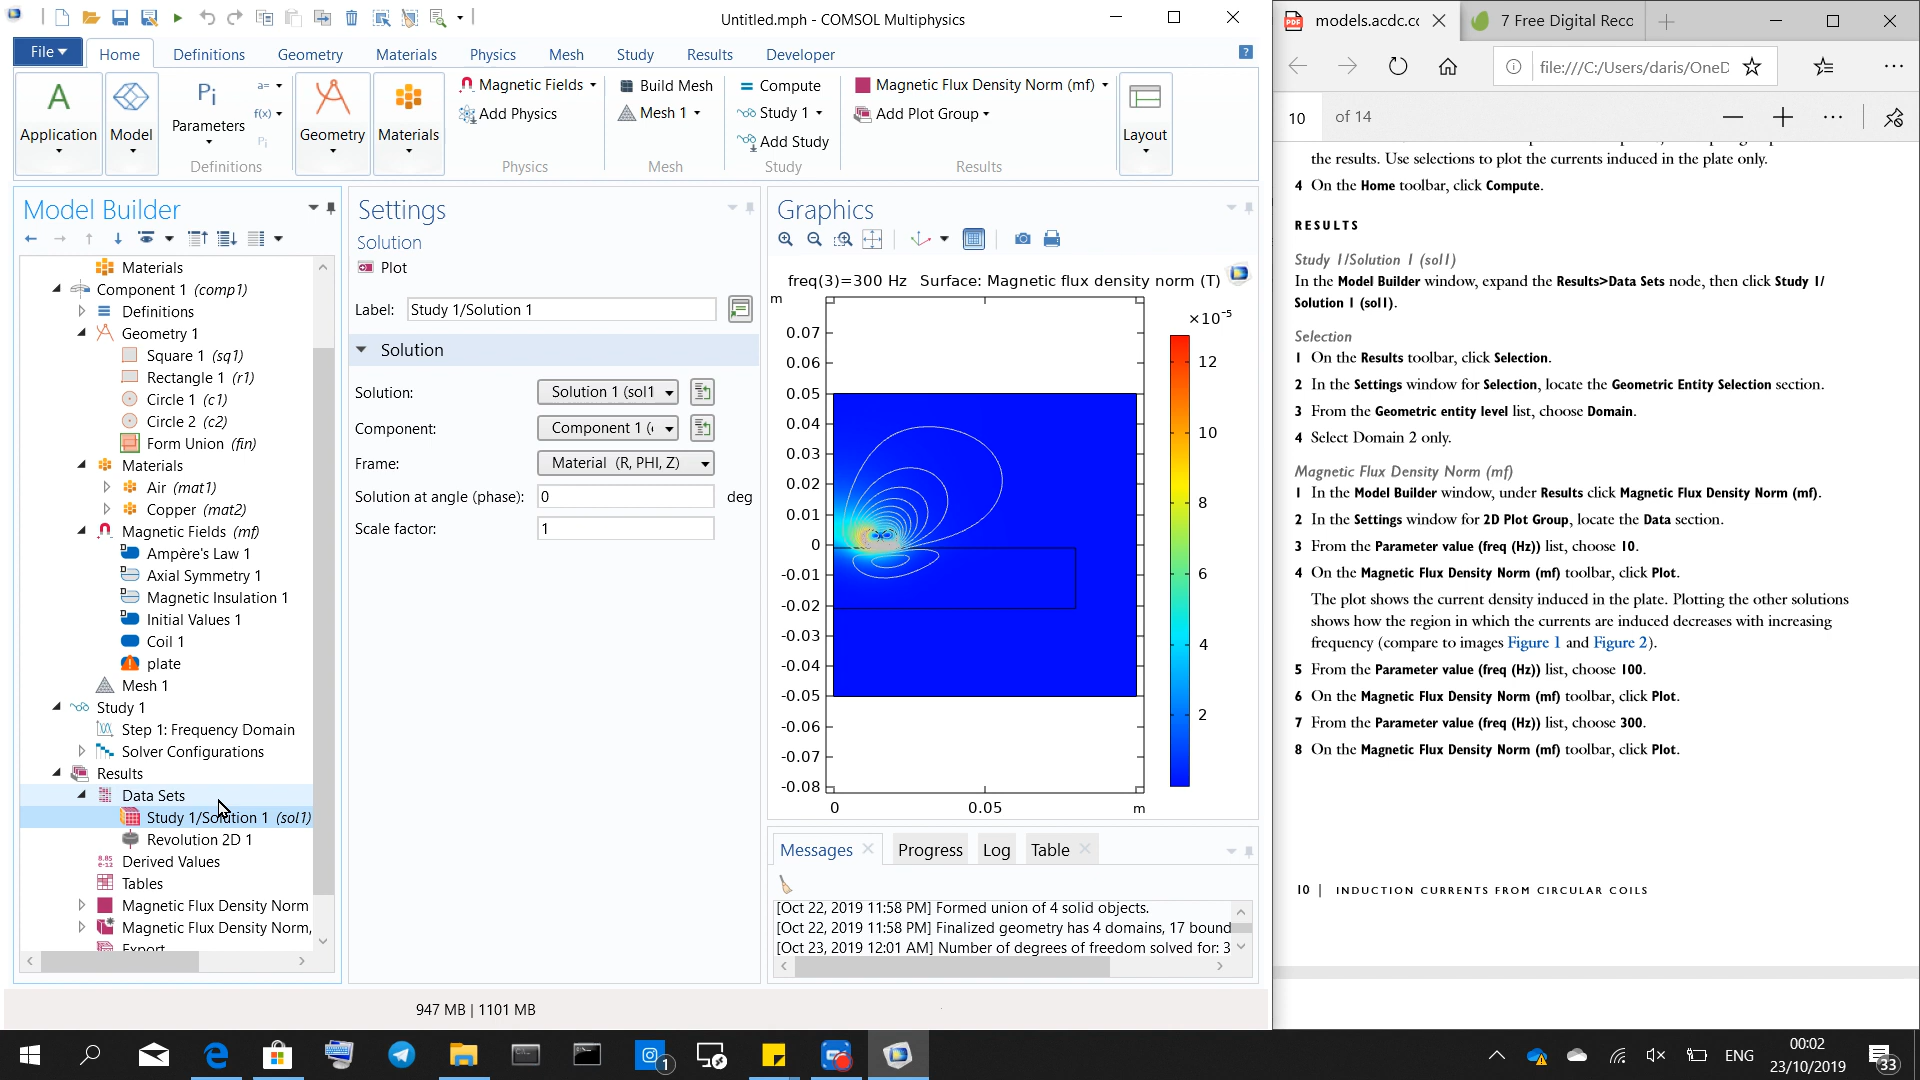 Untitled.mph - COMSOL Multiphysics
File
Home
Definitions
Geometry
Materials
Physics
Mesh
Study
Results
Developer
Application
Model
Pi
Parameters
a=
f(x)
Pi
Definitions
Geometry
Materials
Magnetic Fields
Add Physics
Physics
Build Mesh
Mesh 1
Mesh
Compute
Study 1
Add Study
Study
Magnetic Flux Density Norm (mf)
Add Plot Group
Results
Layout
Model Builder
Materials
Component 1 (comp1)
Definitions
Geometry 1
Square 1 (sq1)
Rectangle 1 (r1)
Circle 1 (c1)
Circle 2 (c2)
Form Union (fin)
Materials
Air (mat1)
Copper (mat2)
Magnetic Fields (mf)
Ampère's Law 1
Axial Symmetry 1
Magnetic Insulation 1
Initial Values 1
Coil 1
plate
Mesh 1
Study 1
Step 1: Frequency Domain
Solver Configurations
Results
Data Sets
Study 1/Solution 1 (sol1)
Revolution 2D 1
8.85
e-12
Derived Values
Tables
Magnetic Flux Density Norm
Magnetic Flux Density Norm,
Export
Settings
Solution
Plot
Label: Study 1/Solution 1
Solution
Solution: Solution 1 (sol1
Component: Component 1 (
Frame: Material (R, PHI, Z)
Solution at angle (phase): 0 deg
Scale factor: 1
Graphics
freq(3)=300 Hz Surface: Magnetic flux density norm (T)
m
×10⁻⁵
0.07
0.06
0.05
0.04
0.03
0.02
0.01
0
-0.01
-0.02
-0.03
-0.04
-0.05
-0.06
-0.07
-0.08
0 0.05 m
12
10
8
6
4
2
Messages
Progress
Log
Table
[Oct 22, 2019 11:58 PM] Formed union of 4 solid objects.
[Oct 22, 2019 11:58 PM] Finalized geometry has 4 domains, 17 bound
[Oct 23, 2019 12:01 AM] Number of degrees of freedom solved for: 3
947 MB | 1101 MB
models.acdc.cc
7 Free Digital Recc
file:///C:/Users/daris/OneD
10 of 14
the results. Use selections to plot the currents induced in the plate only.
4 On the Home toolbar, click Compute.
RESULTS
Study 1/Solution 1 (sol1)
In the Model Builder window, expand the Results>Data Sets node, then click Study 1/
Solution 1 (sol1).
Selection
1 On the Results toolbar, click Selection.
2 In the Settings window for Selection, locate the Geometric Entity Selection section.
3 From the Geometric entity level list, choose Domain.
4 Select Domain 2 only.
Magnetic Flux Density Norm (mf)
1 In the Model Builder window, under Results click Magnetic Flux Density Norm (mf).
2 In the Settings window for 2D Plot Group, locate the Data section.
3 From the Parameter value (freq (Hz)) list, choose 10.
4 On the Magnetic Flux Density Norm (mf) toolbar, click Plot.
The plot shows the current density induced in the plate. Plotting the other solutions
shows how the region in which the currents are induced decreases with increasing
frequency (compare to images Figure 1 and Figure 2).
5 From the Parameter value (freq (Hz)) list, choose 100.
6 On the Magnetic Flux Density Norm (mf) toolbar, click Plot.
7 From the Parameter value (freq (Hz)) list, choose 300.
8 On the Magnetic Flux Density Norm (mf) toolbar, click Plot.
10 | INDUCTION CURRENTS FROM CIRCULAR COILS
1
ENG
00:02
23/10/2019
33